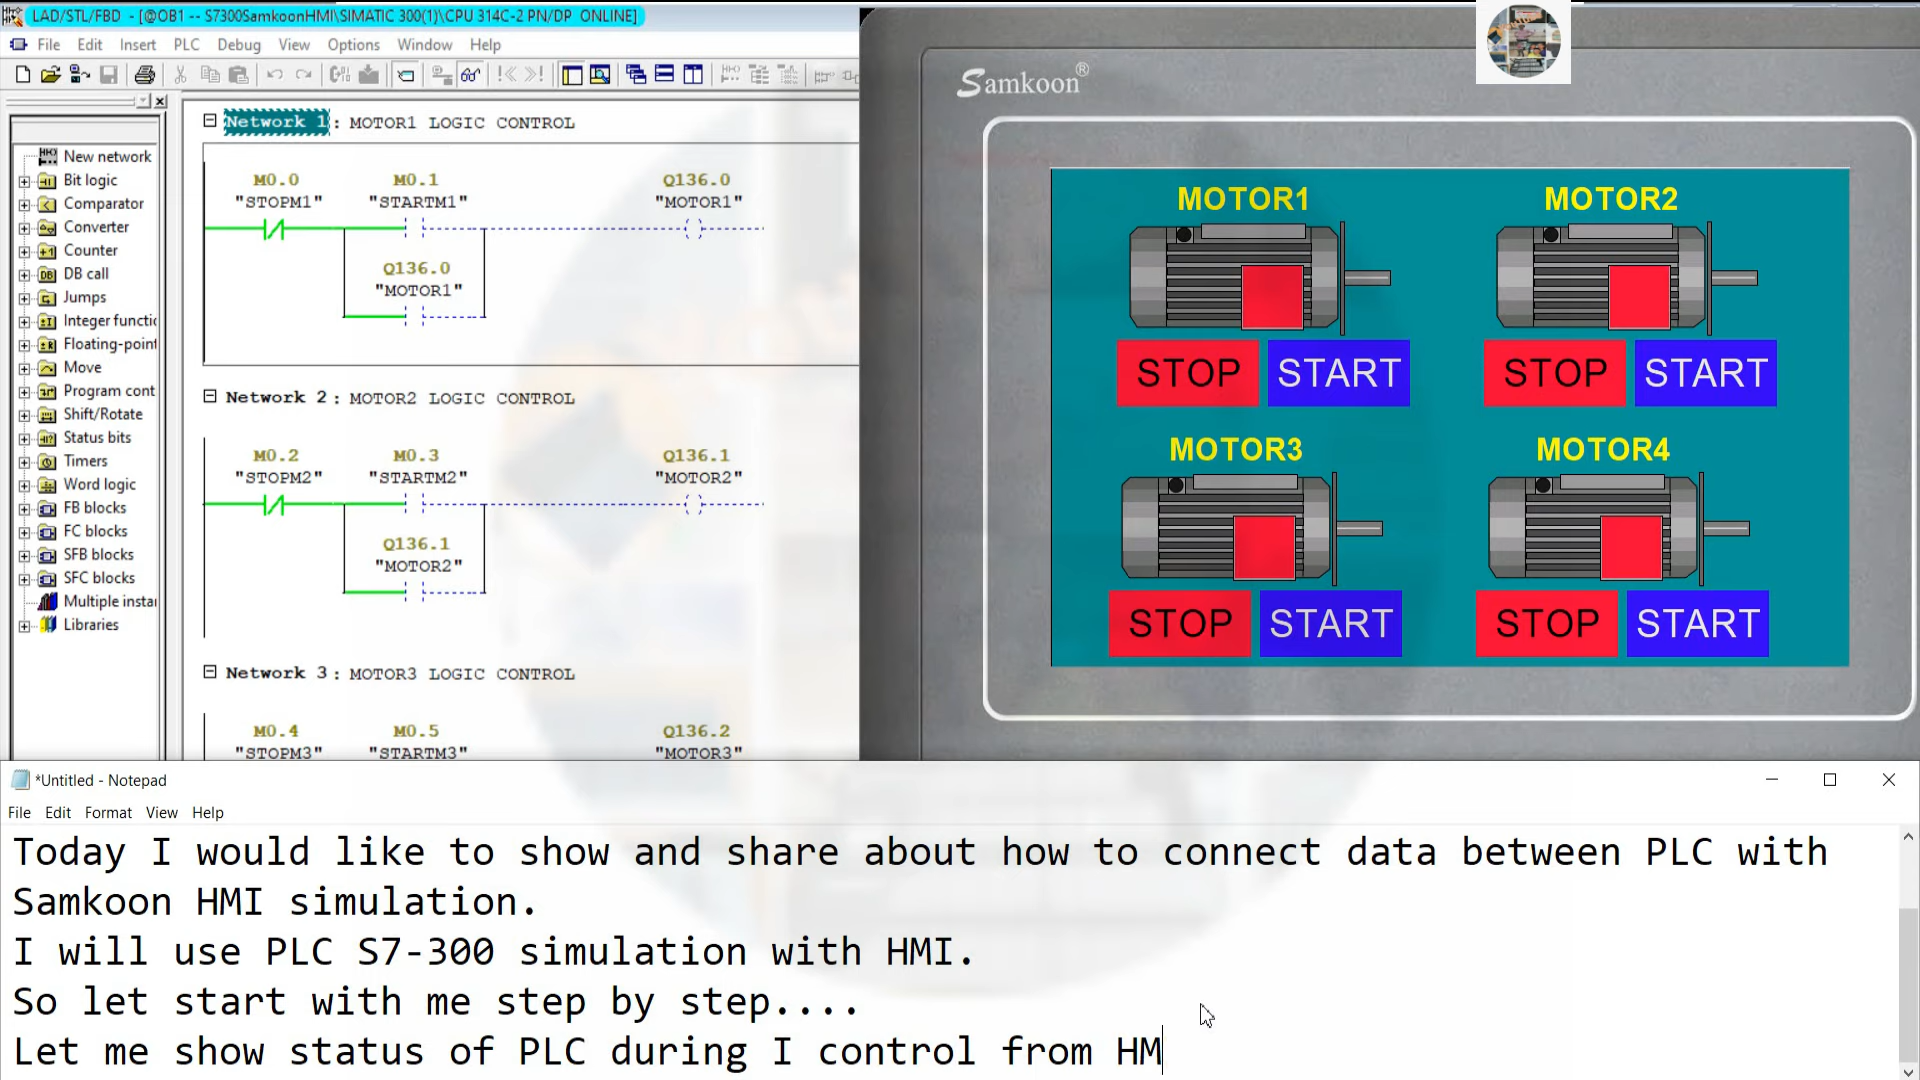 LAD/STL/FBD - [@OB1 -- S7300SamkoonHMI\SIMATIC 300(1)\CPU 314C-2 PN/DP ONLINE]
File Edit Insert PLC Debug View Options Window Help
New network
Bit logic
Comparator
Converter
Counter
DB call
Jumps
Integer functi
Floating-point
Move
Program cont
Shift/Rotate
Status bits
Timers
Word logic
FB blocks
FC blocks
SFB blocks
SFC blocks
Multiple insta
Libraries
Network 1: MOTOR1 LOGIC CONTROL
M0.0 M0.1 Q136.0
"STOPM1" "STARTM1" "MOTOR1"
Q136.0
"MOTOR1"
Network 2: MOTOR2 LOGIC CONTROL
M0.2 M0.3 Q136.1
"STOPM2" "STARTM2" "MOTOR2"
Q136.1
"MOTOR2"
Network 3: MOTOR3 LOGIC CONTROL
M0.4 M0.5 Q136.2
"STOPM3" "STARTM3" "MOTOR3"
Samkoon®
MOTOR1 MOTOR2
STOP START STOP START
MOTOR3 MOTOR4
STOP START STOP START
*Untitled - Notepad
File Edit Format View Help
Today I would like to show and share about how to connect data between PLC with
Samkoon HMI simulation.
I will use PLC S7-300 simulation with HMI.
So let start with me step by step....
Let me show status of PLC during I control from HM